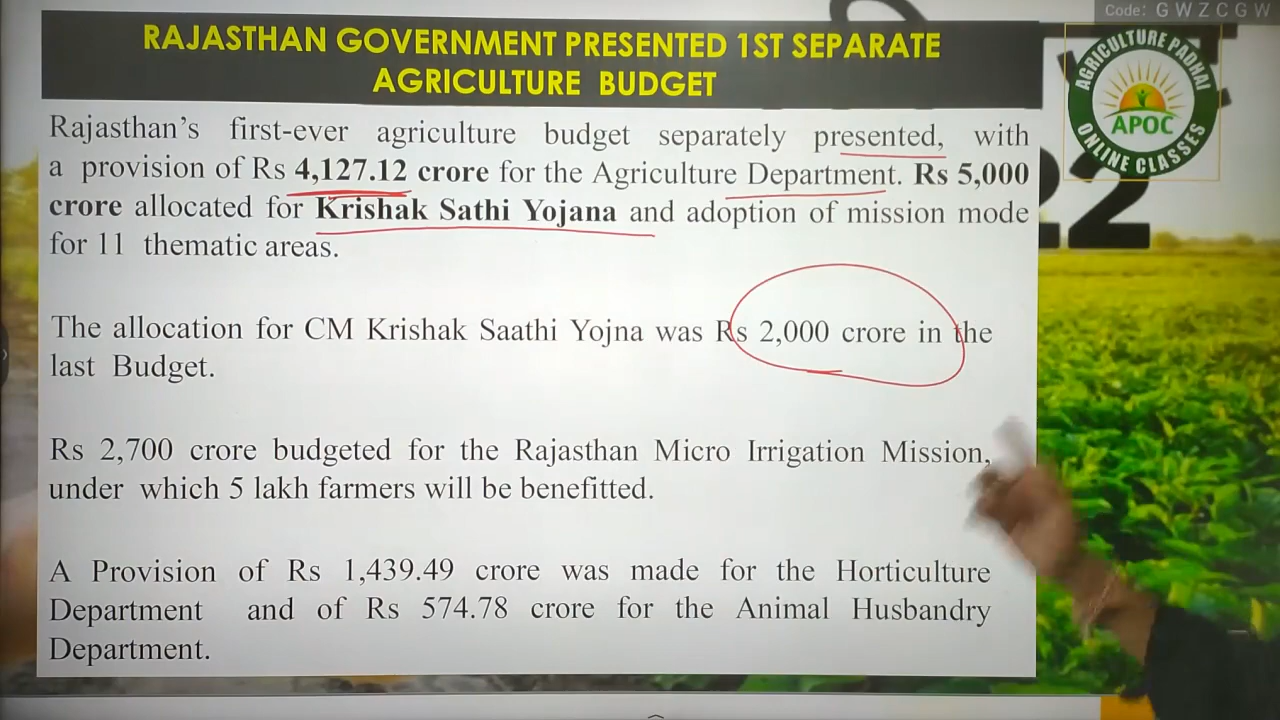 Code: G W Z C G W
RAJASTHAN GOVERNMENT PRESENTED 1ST SEPARATE
AGRICULTURE BUDGET
AGRICULTURE PADHAI
APOC
ONLINE CLASSES
22
Rajasthan's first-ever agriculture budget separately presented, with
a provision of Rs 4,127.12 crore for the Agriculture Department. Rs 5,000
crore allocated for Krishak Sathi Yojana and adoption of mission mode
for 11 thematic areas.
The allocation for CM Krishak Saathi Yojna was Rs 2,000 crore in the
last Budget.
Rs 2,700 crore budgeted for the Rajasthan Micro Irrigation Mission,
under which 5 lakh farmers will be benefitted.
A Provision of Rs 1,439.49 crore was made for the Horticulture
Department and of Rs 574.78 crore for the Animal Husbandry
Department.